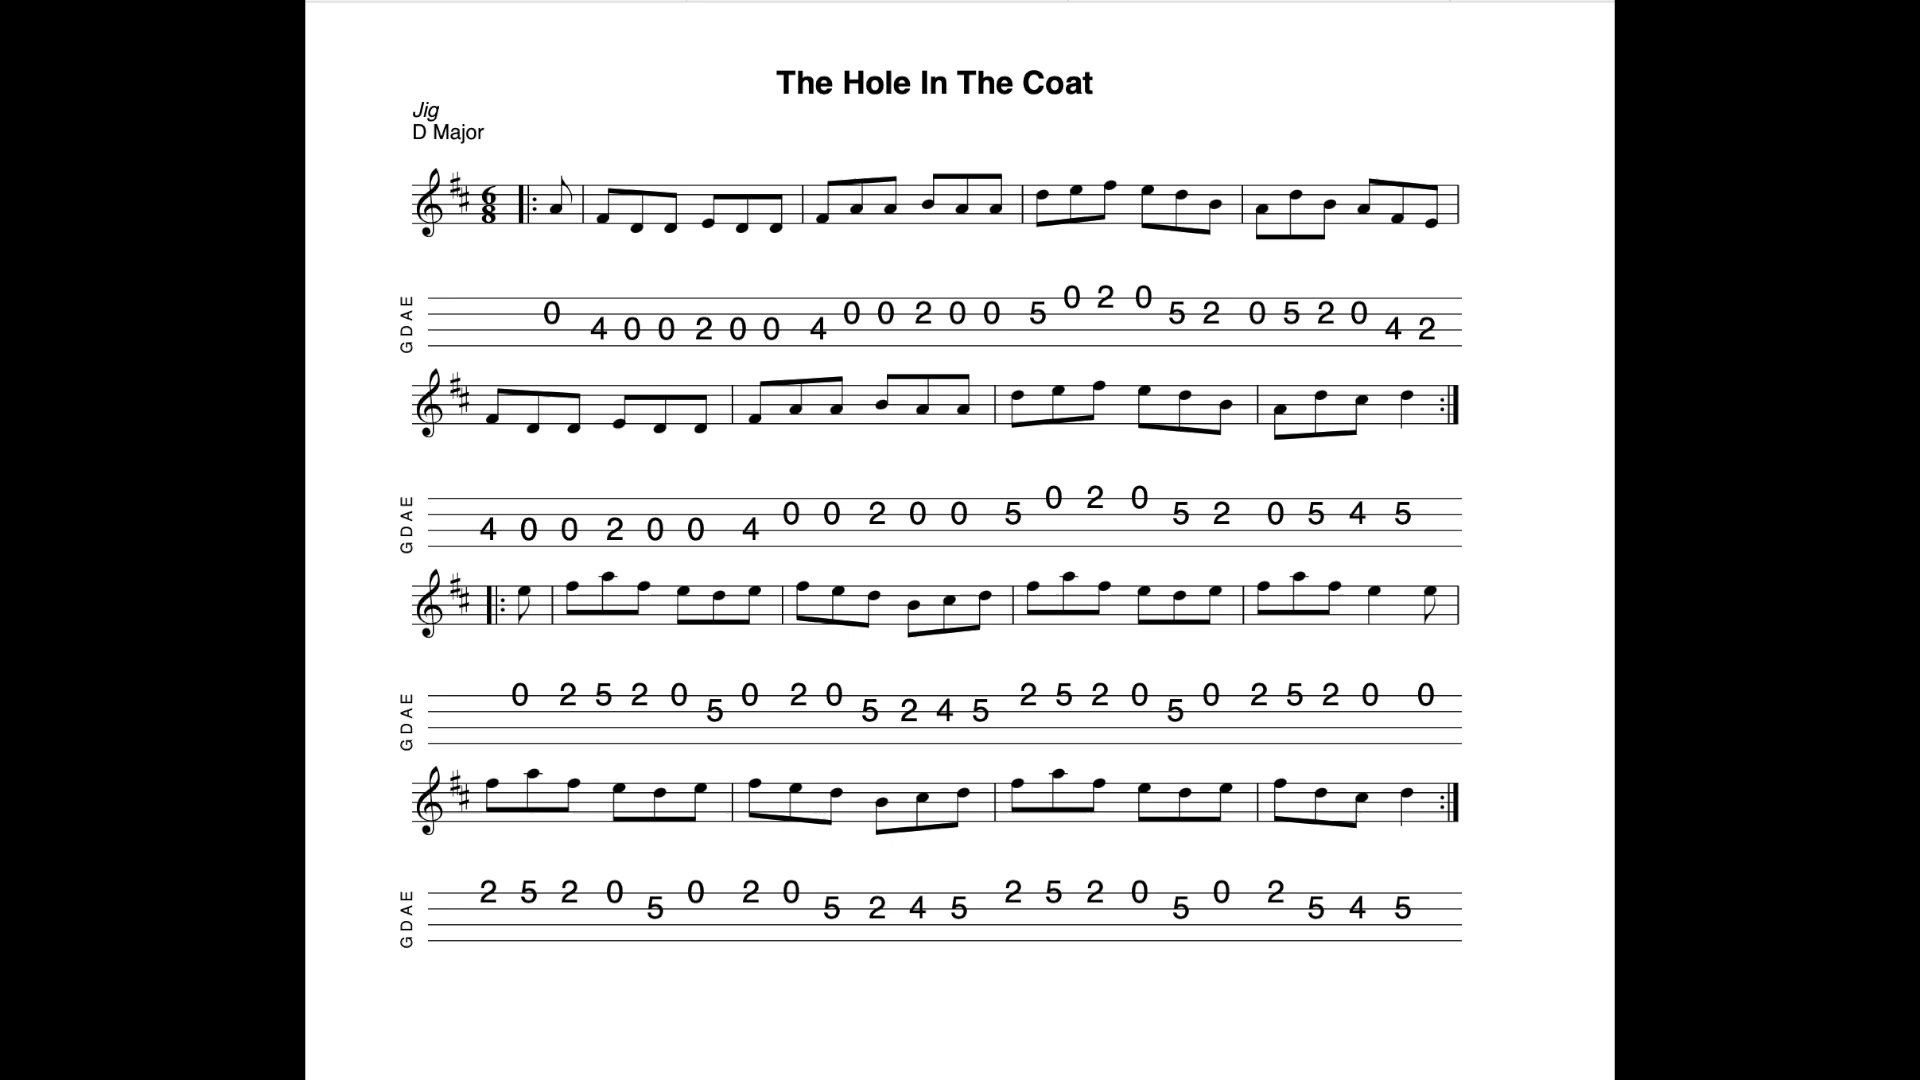 The Hole In The Coat
Jig
D Major
6
8
0 4 0 0 2 0 0 4 0 0 2 0 0 5 0 2 0 5 2 0 5 2 0 4 2
G D A E
4 0 0 2 0 0 4 0 0 2 0 0 5 0 2 0 5 2 0 5 4 5
G D A E
0 2 5 2 0 5 0 2 0 5 2 4 5 2 5 2 0 5 0 2 5 2 0 0
G D A E
2 5 2 0 5 0 2 0 5 2 4 5 2 5 2 0 5 0 2 5 4 5
G D A E